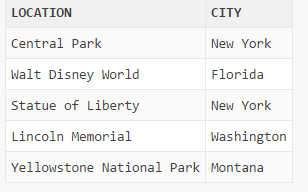 LOCATION CITY
Central Park New York
Walt Disney World Florida
Statue of Liberty New York
Lincoln Memorial Washington
Yellowstone National Park Montana